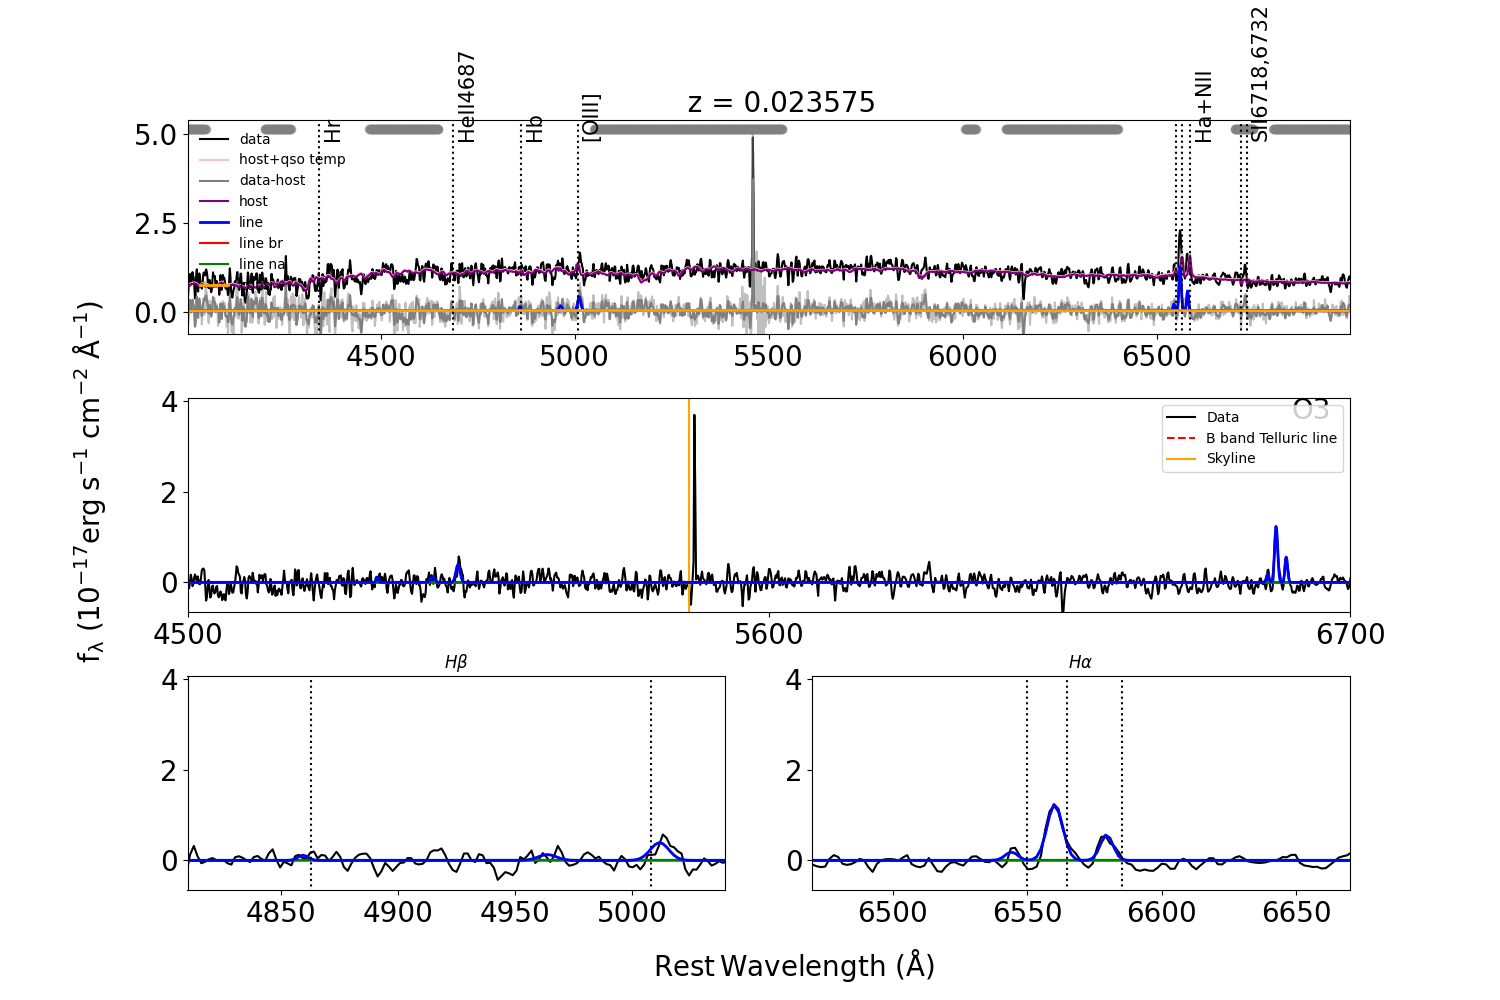 z = 0.023575
Hr
HeII4687
Hb
[OIII]
Ha+NII
SII6718,6732
data
host+qso temp
data-host
host
line
line br
line na
5.0
2.5
0.0
4500 5000 5500 6000 6500
O3
Data
B band Telluric line
Skyline
4
2
0
4500 5600 6700
fλ (10−17erg s−1 cm−2 Å−1)
Hβ
4
2
0
4850 4900 4950 5000
Hα
4
2
0
6500 6550 6600 6650
Rest Wavelength (Å)